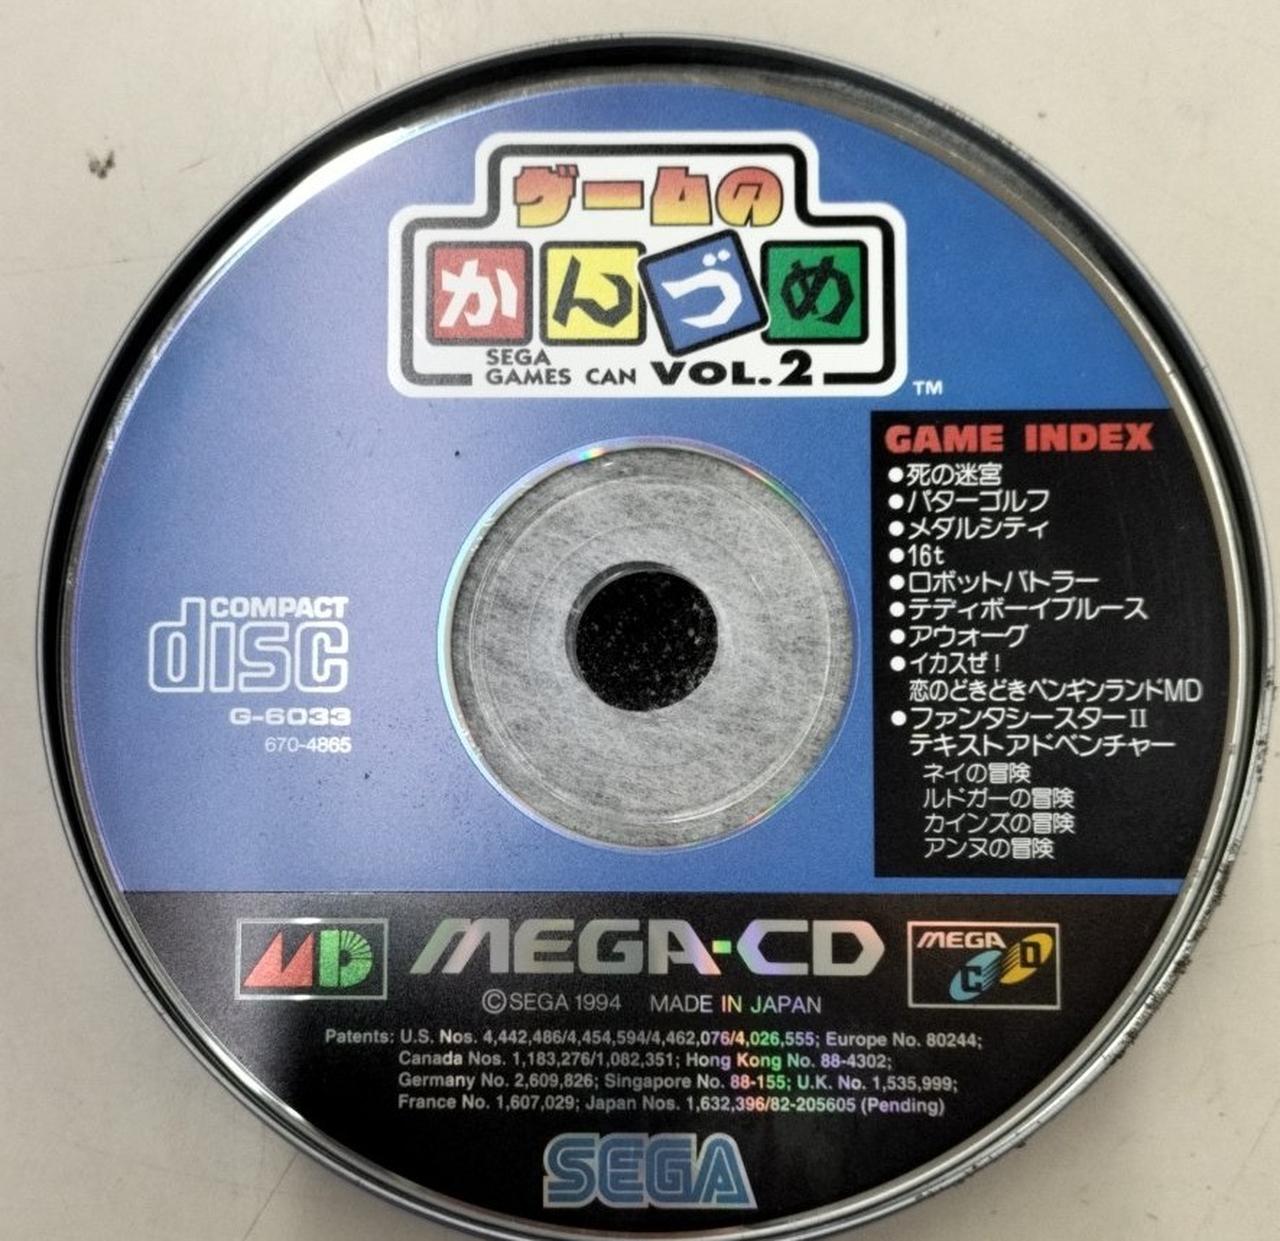 ゲームの
かんづめ
SEGA
GAMES CAN VOL.2
TM
GAME INDEX
●死の迷宮
●パターゴルフ
●メダルシティ
●16t
●ロボットバトラー
●テディボーイブルース
●アウォーグ
●イカスぜ!
恋のどきどきペンギンランドMD
●ファンタシースターII
テキストアドベンチャー
ネイの冒険
ルドガーの冒険
カインズの冒険
アンヌの冒険
COMPACT
disc
G-6033
670-4865
MD
MEGA-CD
MEGA
CD
©SEGA 1994 MADE IN JAPAN
Patents: U.S. Nos. 4,442,486/4,454,594/4,462,076/4,026,555; Europe No. 80244;
Canada Nos. 1,183,276/1,082,351; Hong Kong No. 88-4302;
Germany No. 2,609,826; Singapore No. 88-155; U.K. No. 1,535,999;
France No. 1,607,029; Japan Nos. 1,632,396/82-205605 (Pending)
SEGA